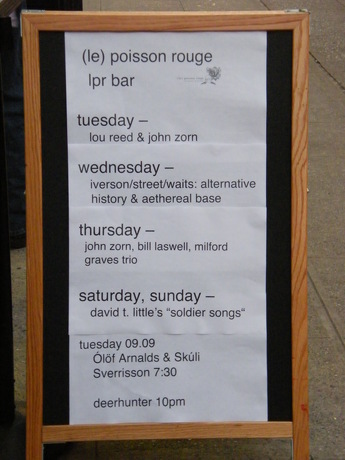 (le) poisson rouge
lpr bar
tuesday –
lou reed & john zorn
wednesday –
iverson/street/waits: alternative
history & aethereal base
thursday –
john zorn, bill laswell, milford
graves trio
saturday, sunday –
david t. little's "soldier songs"
tuesday 09.09
Ólöf Arnalds & Skúli
Sverrisson 7:30
deerhunter 10pm